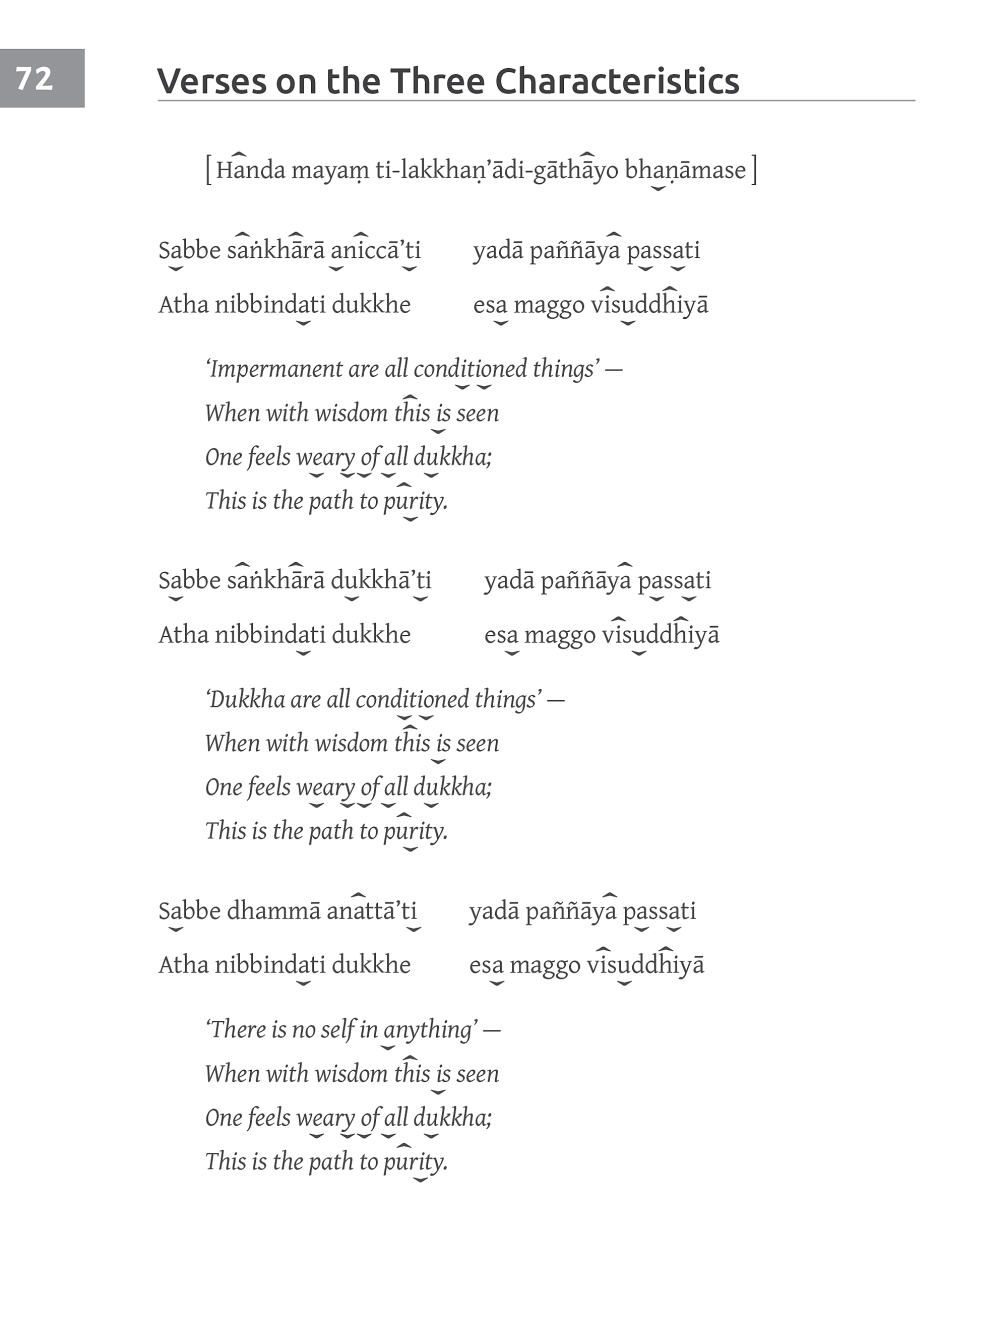 72
Verses on the Three Characteristics
[ Handa mayaṃ ti-lakkhaṇ’ādi-gāthāyo bhaṇāmase ]
Sabbe saṅkhārā aniccā’ti yadā paññāya passati
Atha nibbindati dukkhe esa maggo visuddhiyā
‘Impermanent are all conditioned things’ —
When with wisdom this is seen
One feels weary of all dukkha;
This is the path to purity.
Sabbe saṅkhārā dukkhā’ti yadā paññāya passati
Atha nibbindati dukkhe esa maggo visuddhiyā
‘Dukkha are all conditioned things’ —
When with wisdom this is seen
One feels weary of all dukkha;
This is the path to purity.
Sabbe dhammā anattā’ti yadā paññāya passati
Atha nibbindati dukkhe esa maggo visuddhiyā
‘There is no self in anything’ —
When with wisdom this is seen
One feels weary of all dukkha;
This is the path to purity.